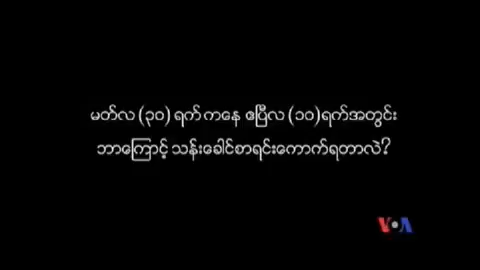 မတ်လ (၃၀) ရက် ကနေ ဧပြီလ (၁၀) ရက်အတွင်း
ဘာကြောင့် သန်းခေါင်စာရင်းကောက်ရတာလဲ?
VOA